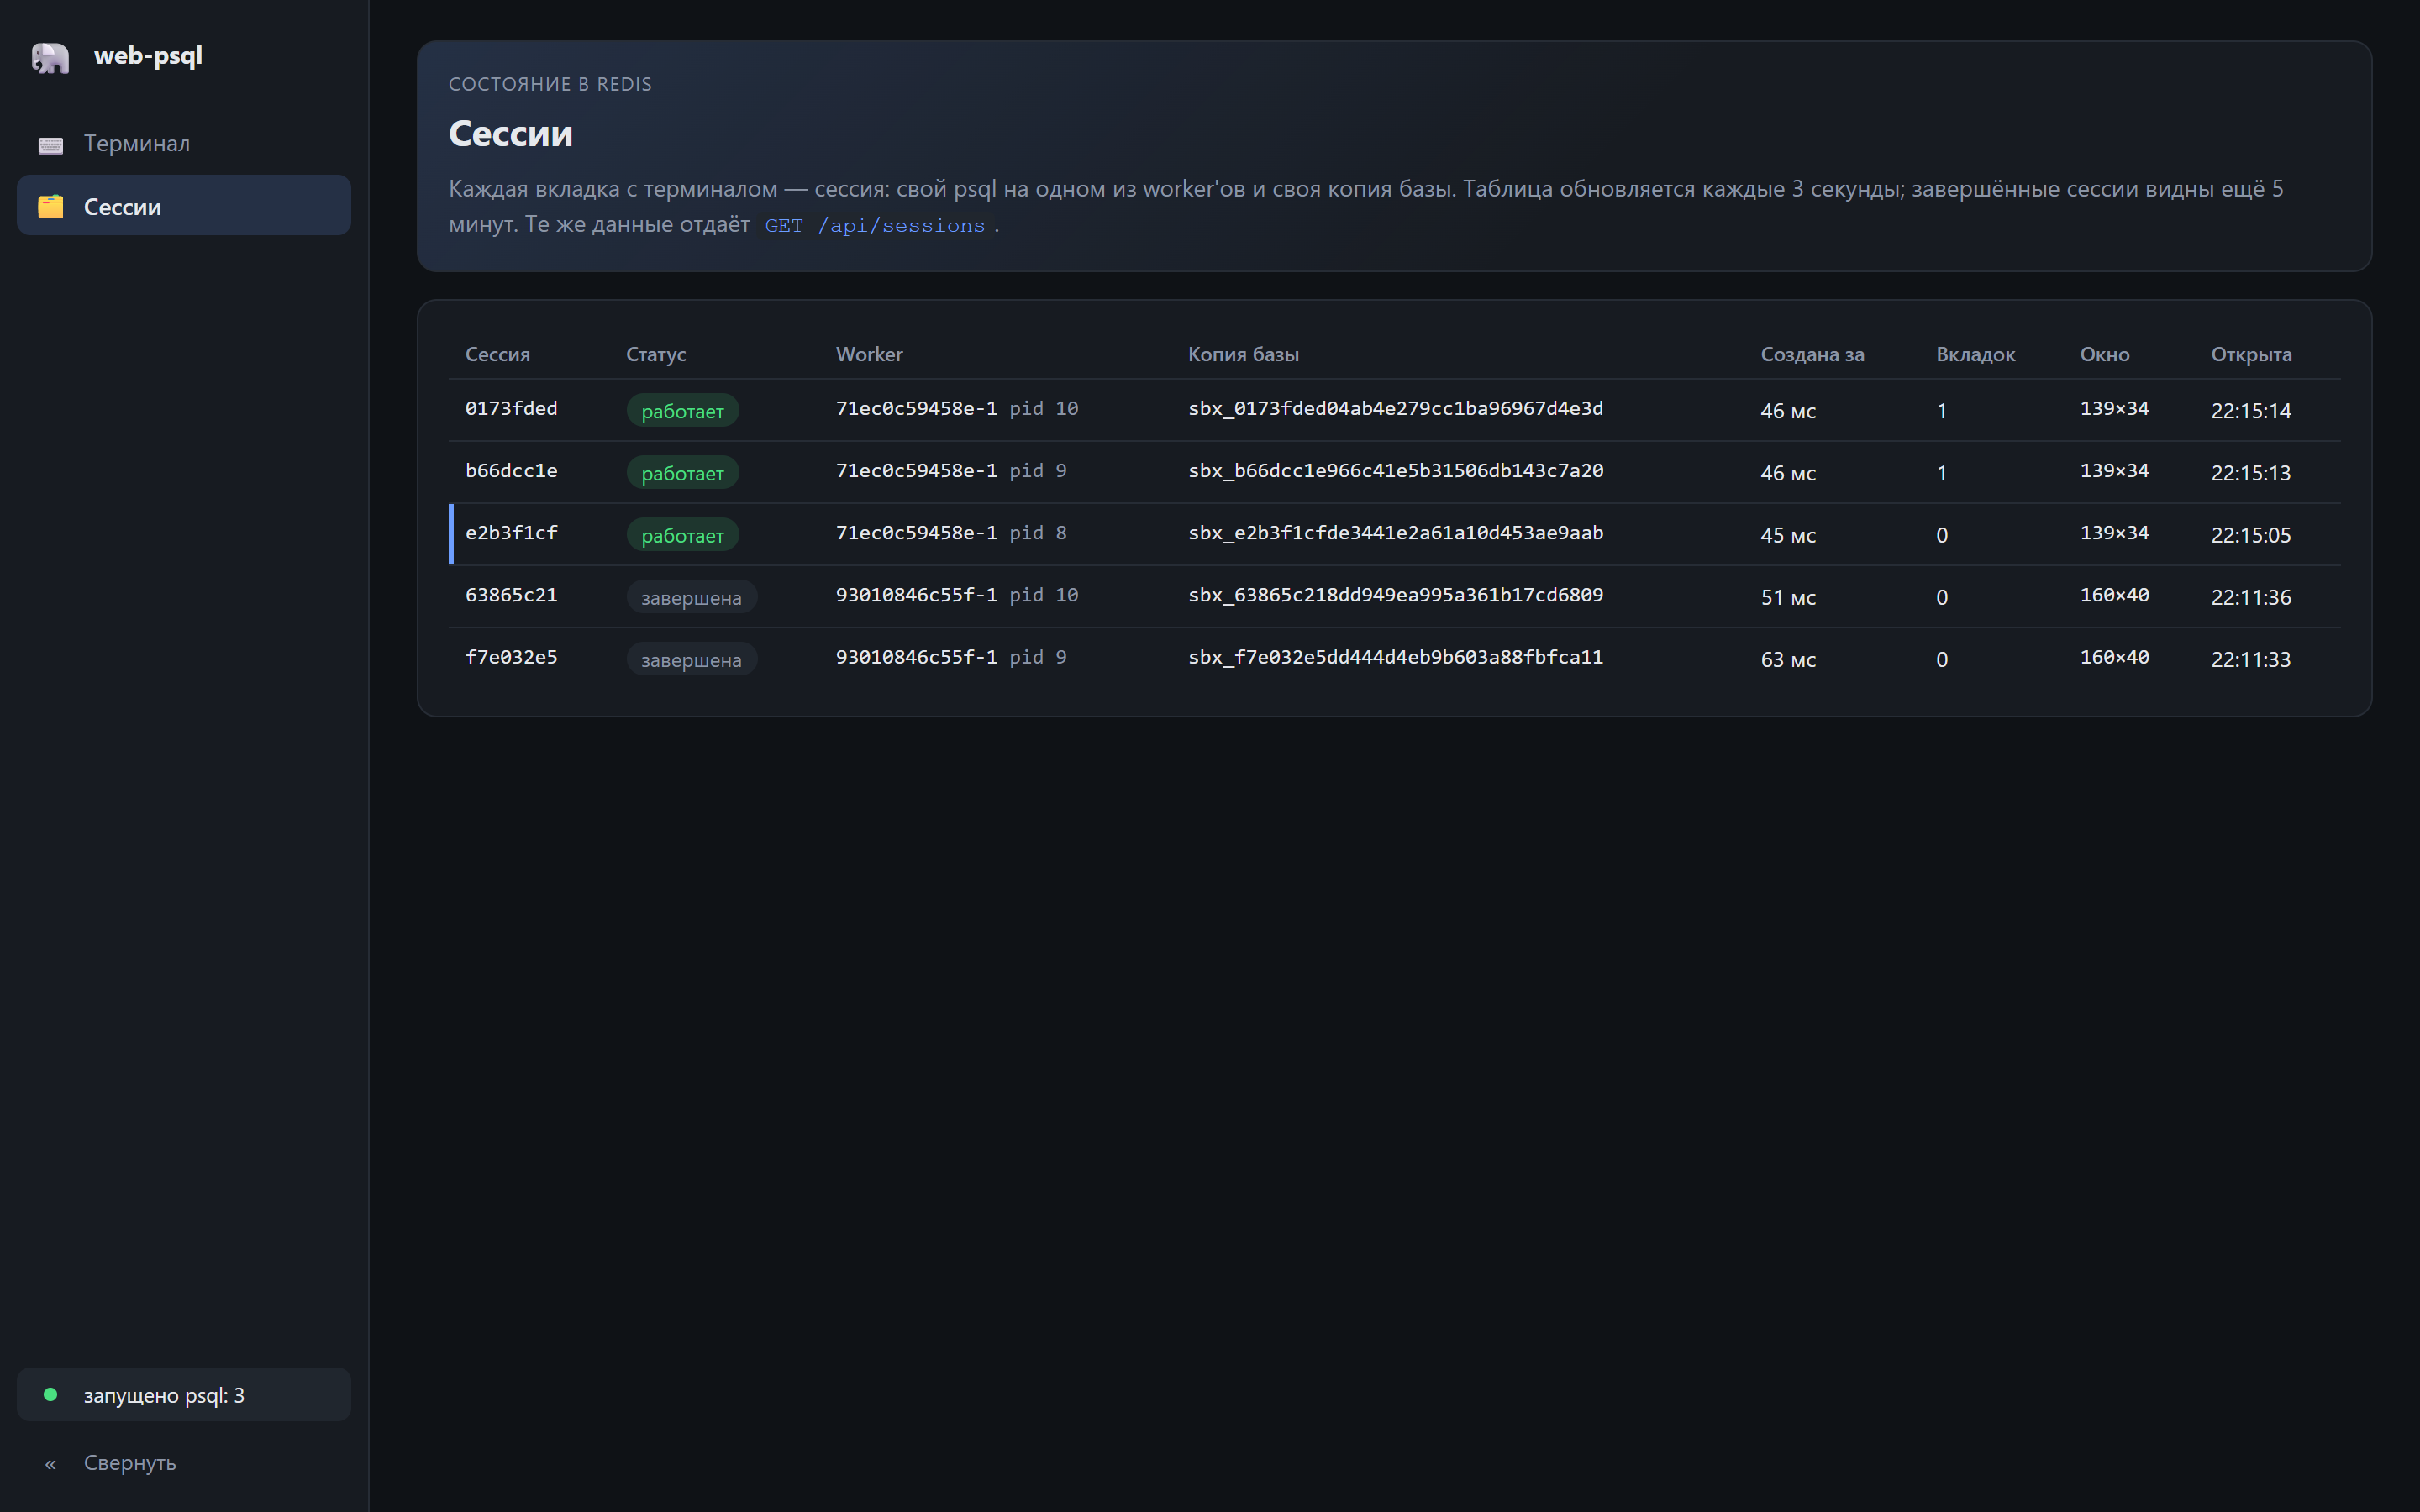 web-psql
Терминал
Сессии
запущено psql: 3
« Свернуть
СОСТОЯНИЕ В REDIS
Сессии
Каждая вкладка с терминалом — сессия: свой psql на одном из worker'ов и своя копия базы. Таблица обновляется каждые 3 секунды; завершённые сессии видны ещё 5
минут. Те же данные отдаёт GET /api/sessions.
Сессия Статус Worker Копия базы Создана за Вкладок Окно Открыта
0173fded работает 71ec0c59458e-1 pid 10 sbx_0173fded04ab4e279cc1ba96967d4e3d 46 мс 1 139×34 22:15:14
b66dcc1e работает 71ec0c59458e-1 pid 9 sbx_b66dcc1e966c41e5b31506db143c7a20 46 мс 1 139×34 22:15:13
e2b3f1cf работает 71ec0c59458e-1 pid 8 sbx_e2b3f1cfde3441e2a61a10d453ae9aab 45 мс 0 139×34 22:15:05
63865c21 завершена 93010846c55f-1 pid 10 sbx_63865c218dd949ea995a361b17cd6809 51 мс 0 160×40 22:11:36
f7e032e5 завершена 93010846c55f-1 pid 9 sbx_f7e032e5dd444d4eb9b603a88fbfca11 63 мс 0 160×40 22:11:33